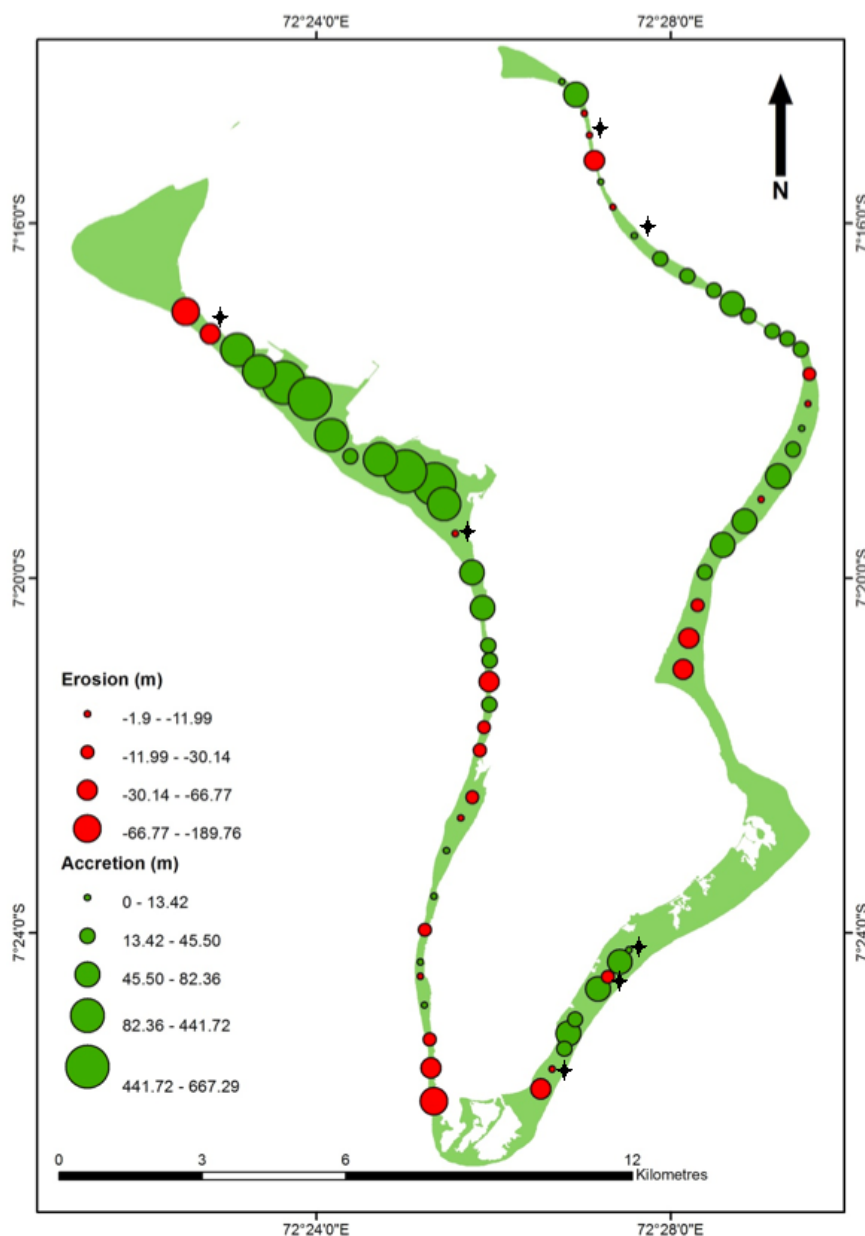 72°24'0"E 72°28'0"E
N
7°16'0"S 7°16'0"S
7°20'0"S 7°20'0"S
Erosion (m)
-1.9 - -11.99
-11.99 - -30.14
-30.14 - -66.77
-66.77 - -189.76
Accretion (m)
0 - 13.42
13.42 - 45.50
45.50 - 82.36
82.36 - 441.72
441.72 - 667.29
7°24'0"S 7°24'0"S
0 3 6 12
Kilometres
72°24'0"E 72°28'0"E